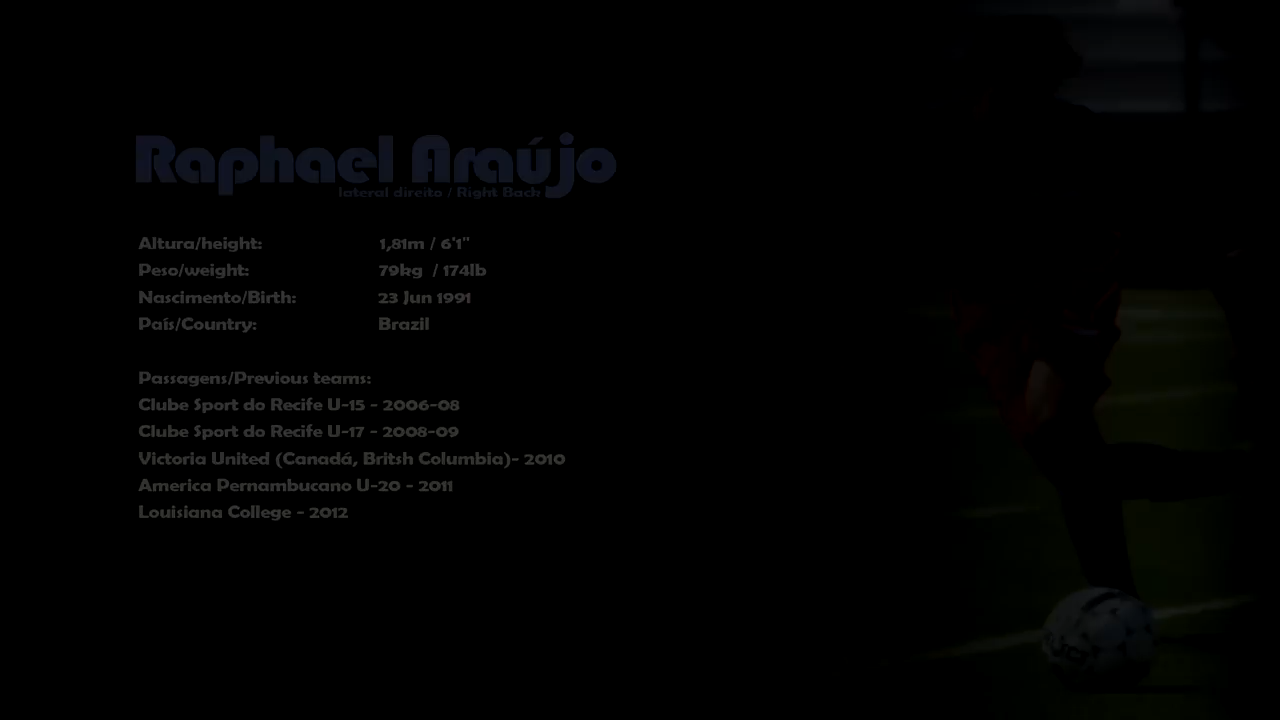 Raphael Araújo
lateral direito / Right Back
Altura/height: 1,81m / 6'1"
Peso/weight: 79kg / 174lb
Nascimento/Birth: 23 Jun 1991
País/Country: Brazil
Passagens/Previous teams:
Clube Sport do Recife U-15 - 2006-08
Clube Sport do Recife U-17 - 2008-09
Victoria United (Canadá, Britsh Columbia)- 2010
America Pernambucano U-20 - 2011
Louisiana College - 2012